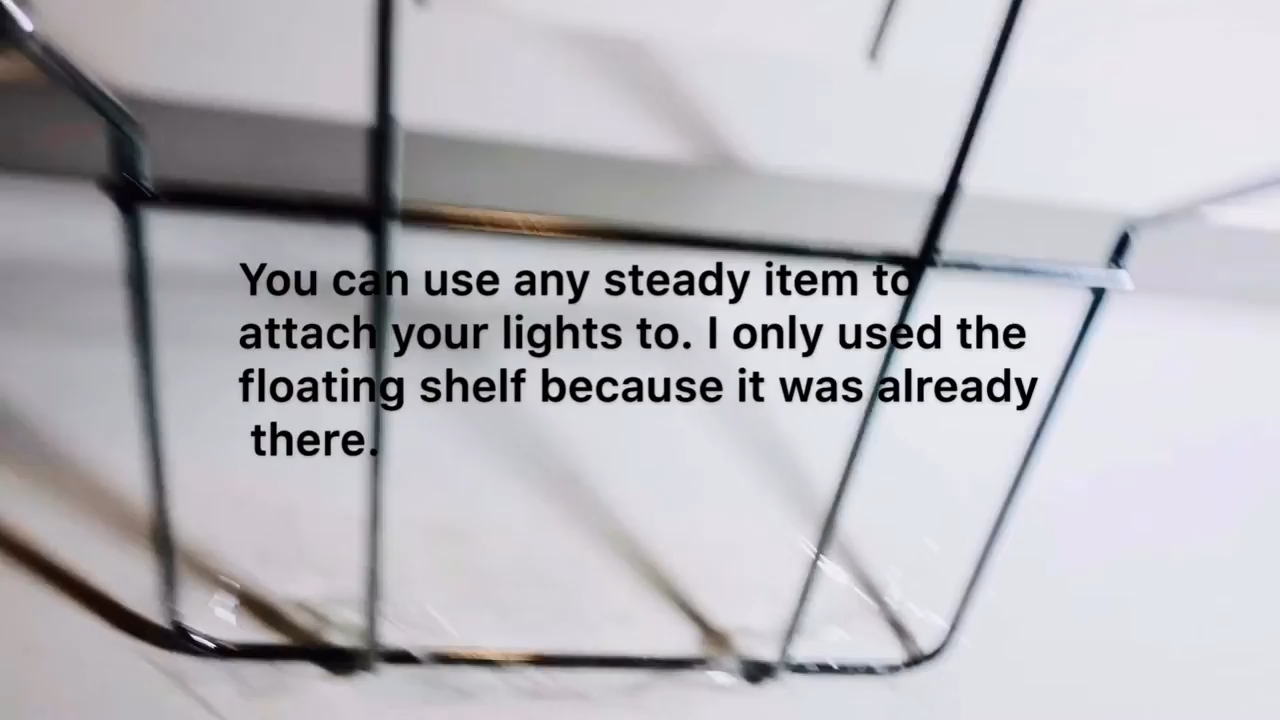 You can use any steady item to
attach your lights to. I only used the
floating shelf because it was already
there.